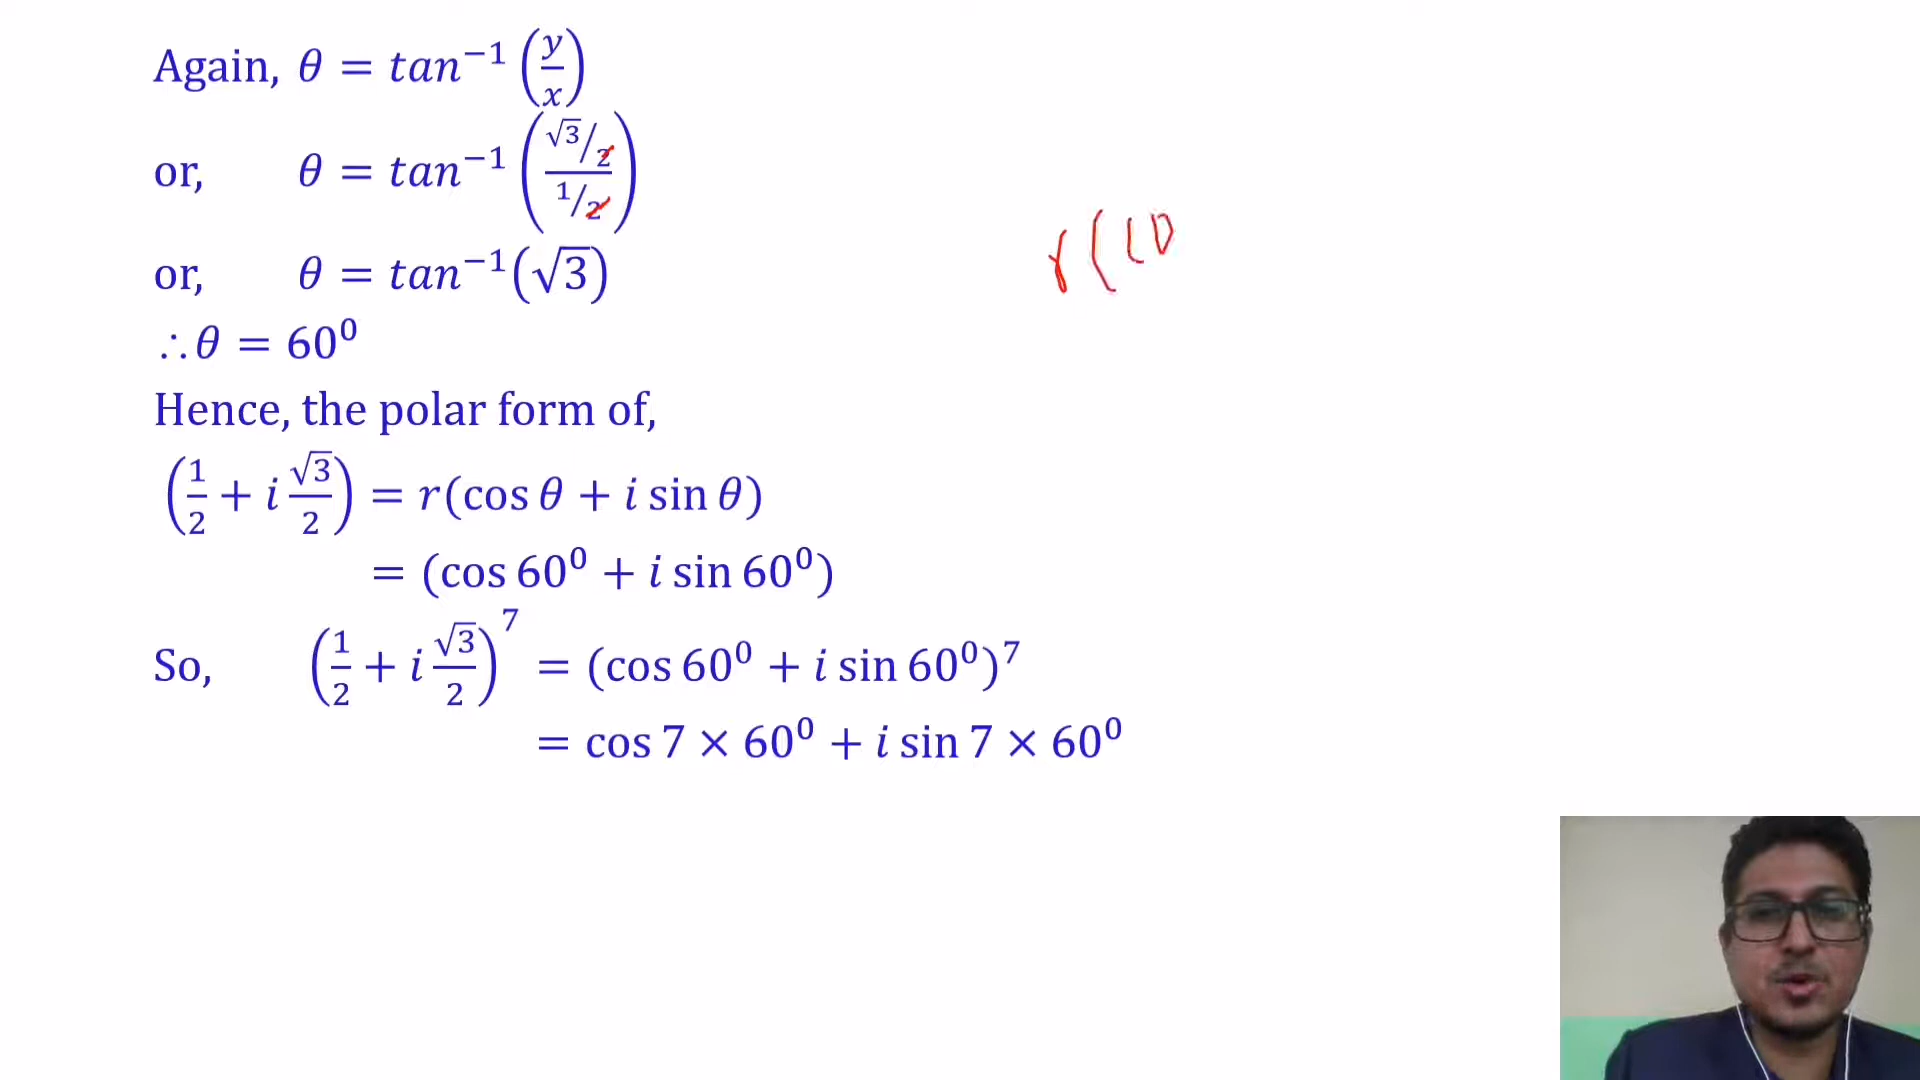 Again, θ = tan⁻¹(y/x)
or, θ = tan⁻¹((√3/2)/(1/2))
or, θ = tan⁻¹(√3)
∴θ = 60⁰
Hence, the polar form of,
(1/2 + i √3/2) = r(cos θ + i sin θ)
= (cos 60⁰ + i sin 60⁰)
So, (1/2 + i √3/2)⁷ = (cos 60⁰ + i sin 60⁰)⁷
= cos 7 × 60⁰ + i sin 7 × 60⁰
r(co